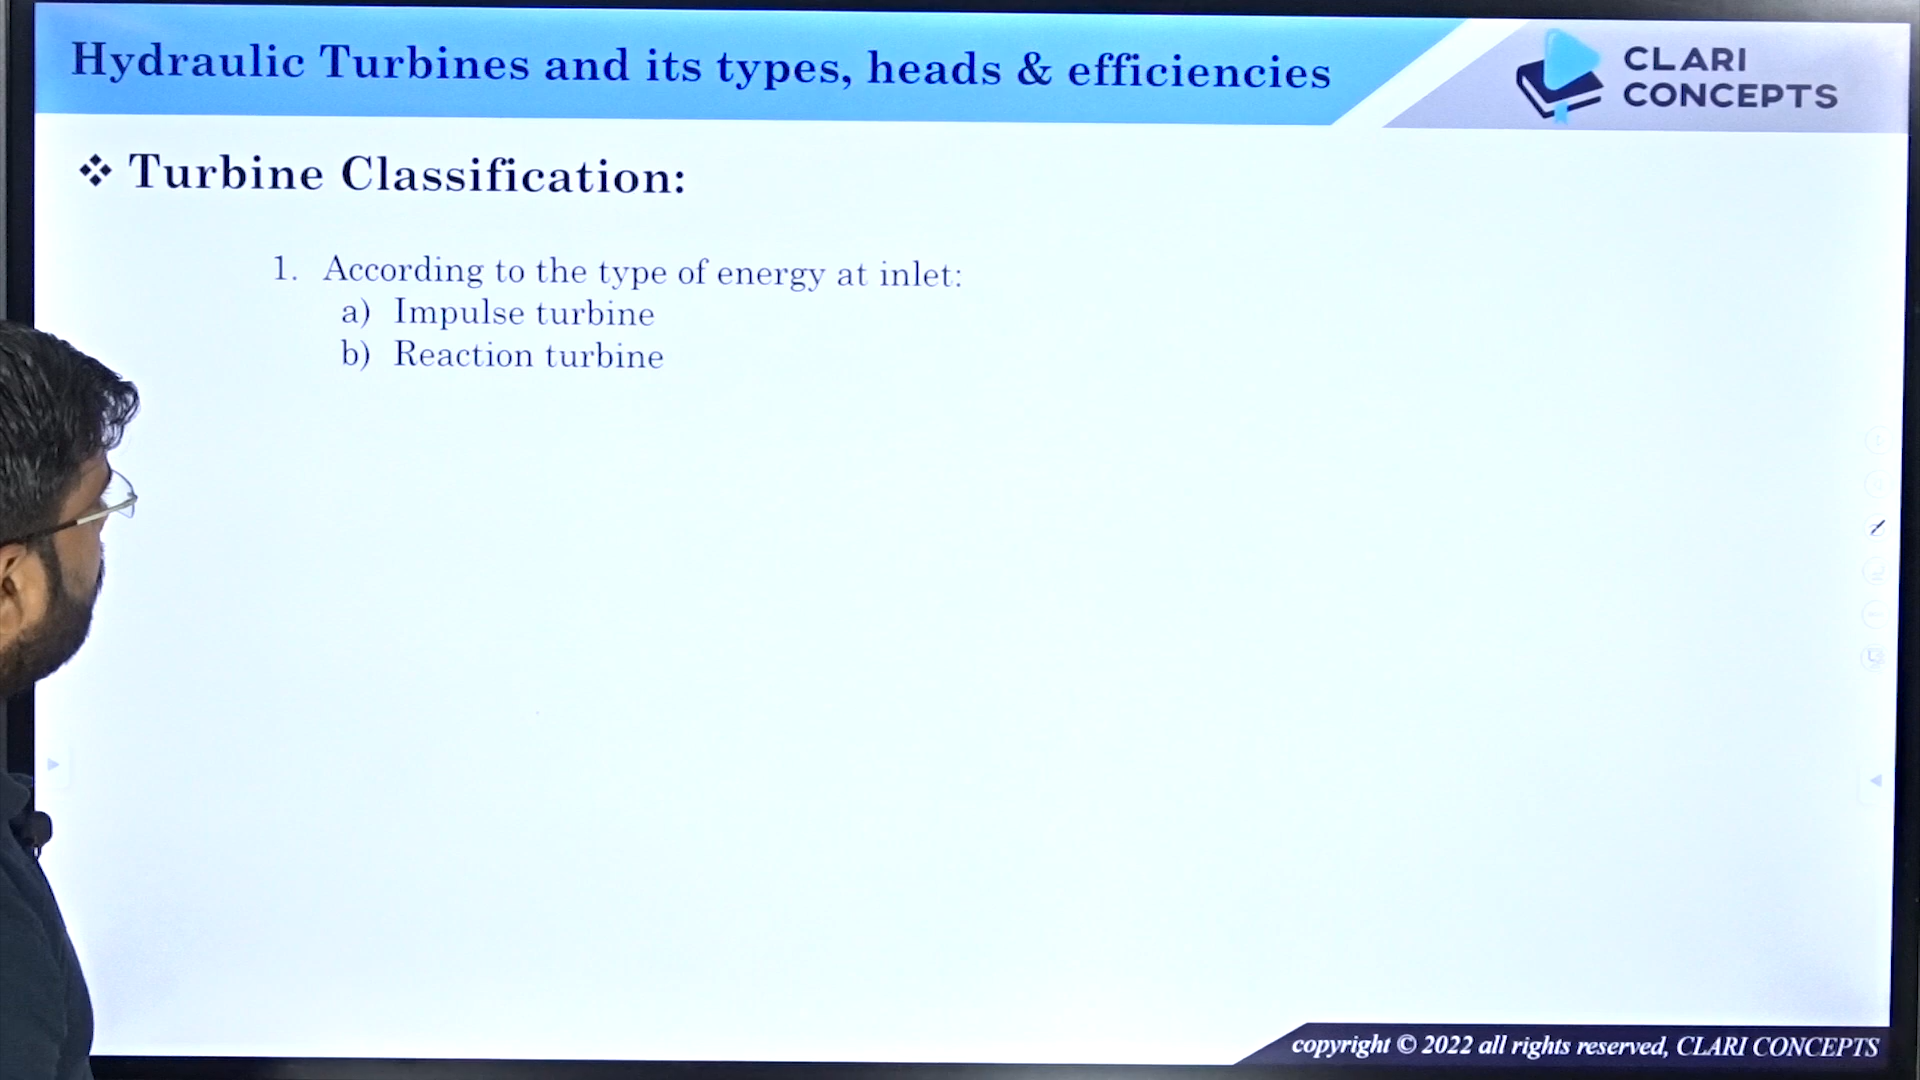 Hydraulic Turbines and its types, heads & efficiencies
CLARI
CONCEPTS
❖ Turbine Classification:
1. According to the type of energy at inlet:
a) Impulse turbine
b) Reaction turbine
copyright © 2022 all rights reserved, CLARI CONCEPTS